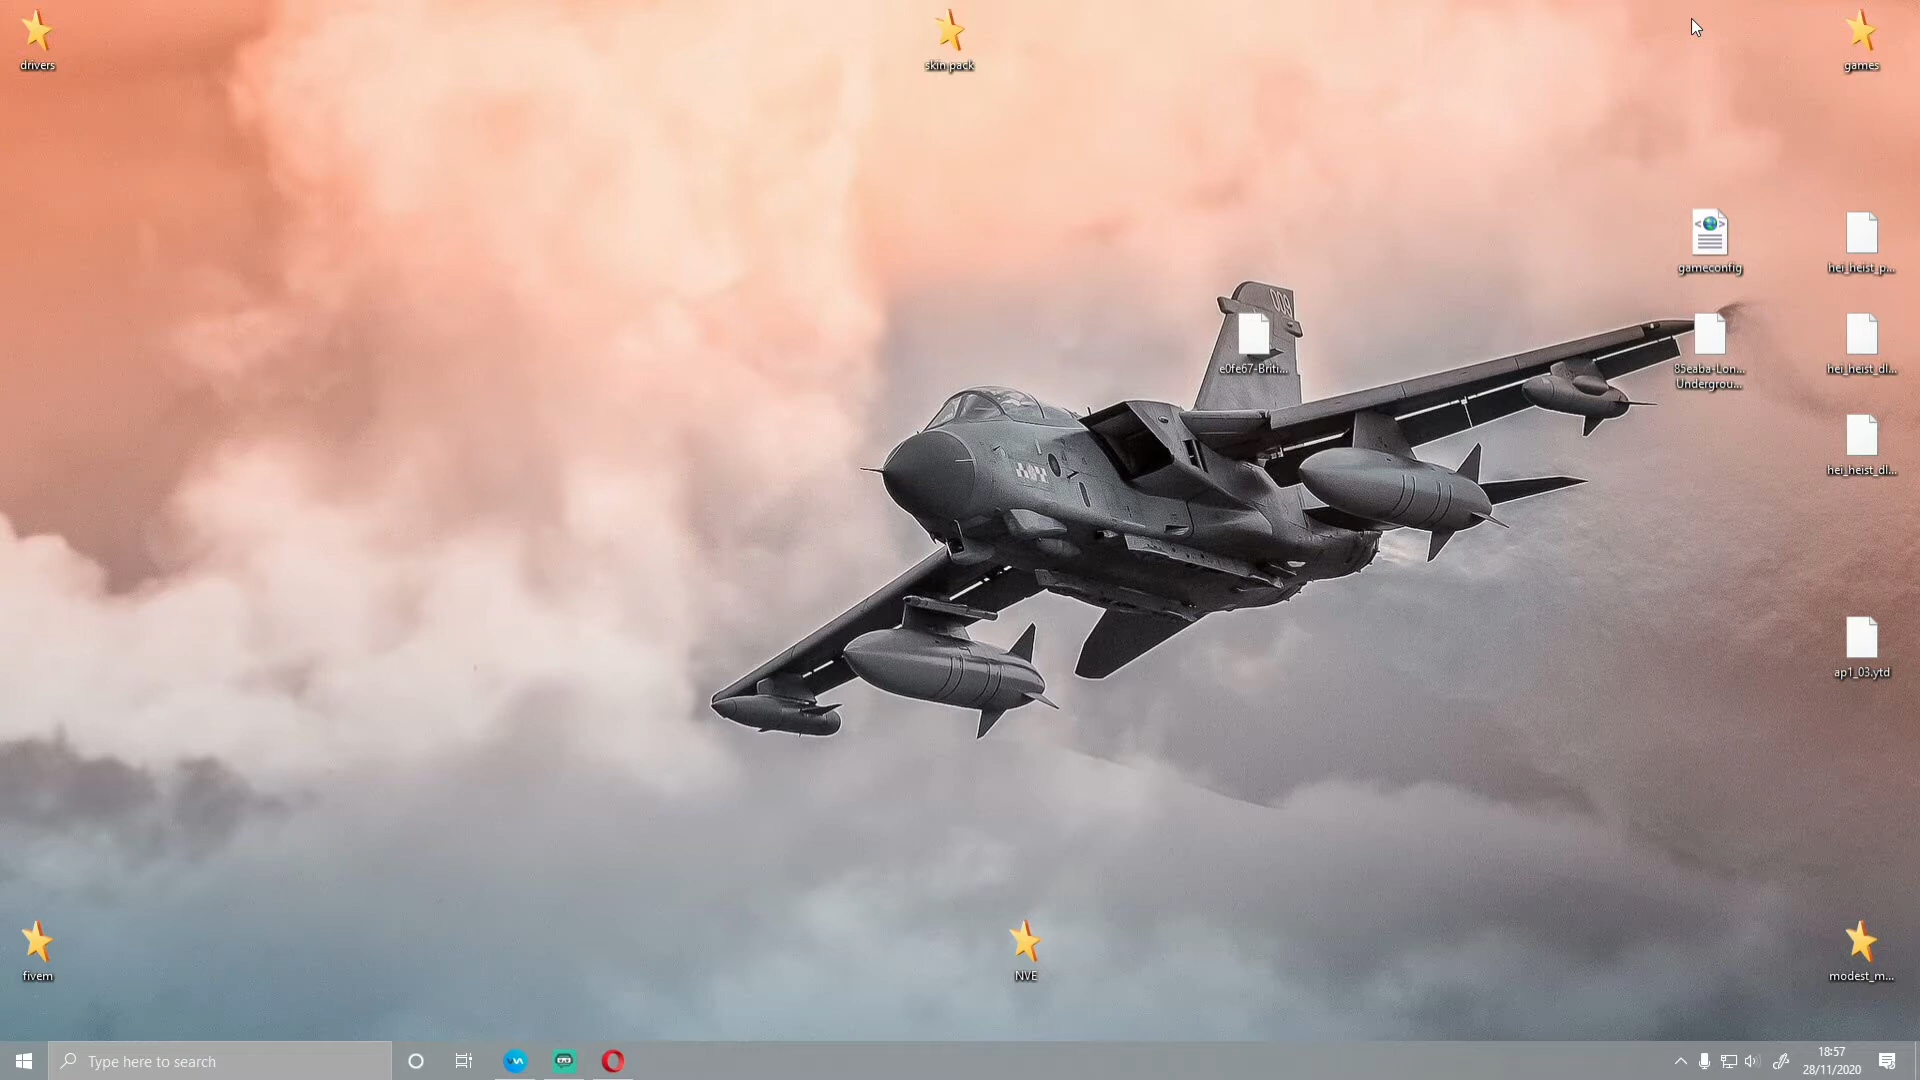 drivers
skin pack
games
gameconfig
hei_heist_p...
009
e0fe67-Briti...
85eaba-Lon...
Undergrou...
hei_heist_dl...
hei_heist_dl...
ap1_03.ytd
fivem
NVE
modest_m...
Type here to search
18:57
28/11/2020